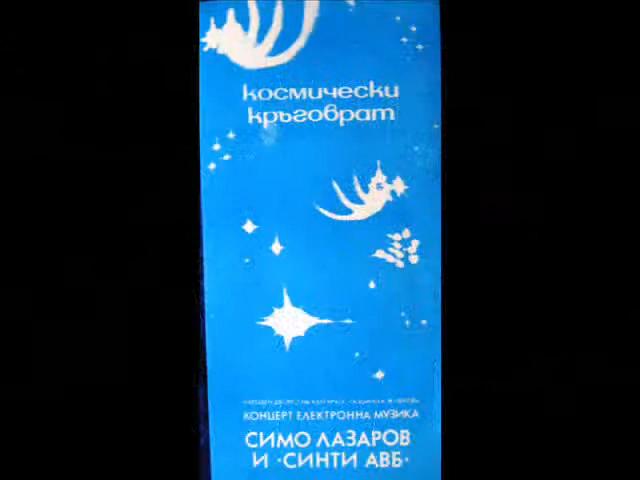 космически
кръговрат
КОНЦЕРТ ЕЛЕКТРОННА МУЗИКА
СИМО ЛАЗАРОВ
И ·СИНТИ АВБ·